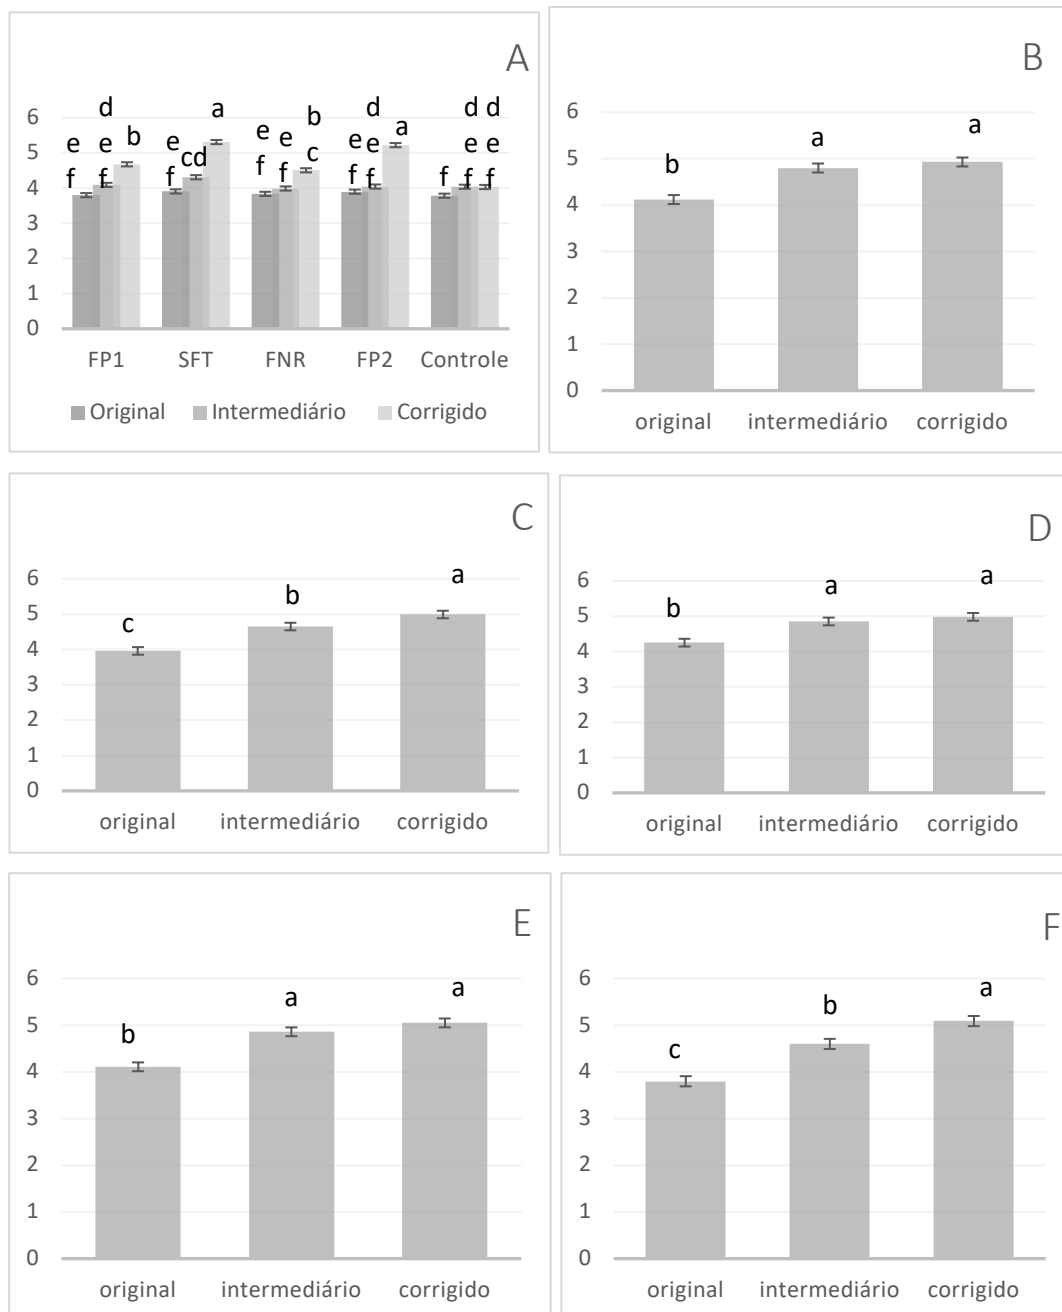 A
6
5
4
3
2
1
0
e
f
d
e
f
b
e
f
cd
a
e
f
e
f
b
c
e
f
d
e
f
a
f
d
e
f
d
e
f
FP1 SFT FNR FP2 Controle
Original Intermediário Corrigido
B
6
5
4
3
2
1
0
b a a
original intermediário corrigido
C
6
5
4
3
2
1
0
c b a
original intermediário corrigido
D
6
5
4
3
2
1
0
b a a
original intermediário corrigido
E
6
5
4
3
2
1
0
b a a
original intermediário corrigido
F
6
5
4
3
2
1
0
c b a
original intermediário corrigido